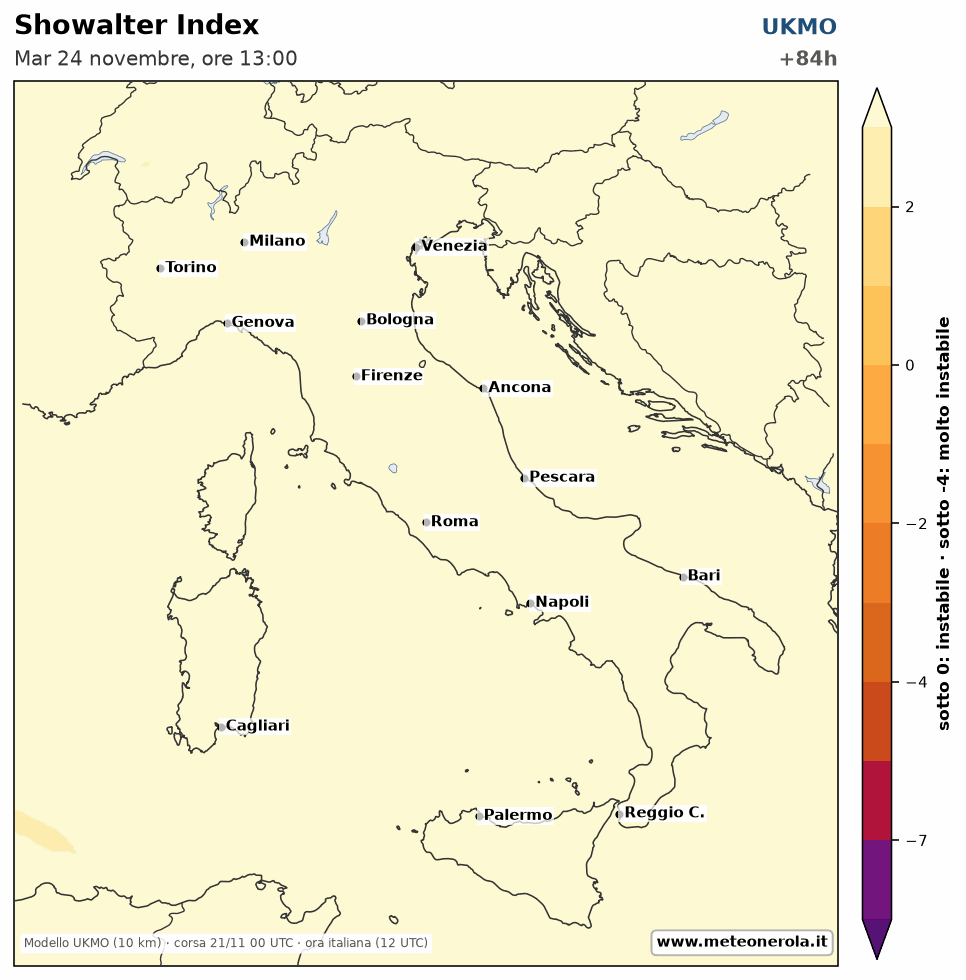 Showalter Index
UKMO
Mar 24 novembre, ore 13:00
+84h
Milano
Venezia
Torino
Genova
Bologna
Firenze
Ancona
Pescara
Roma
Bari
Napoli
Cagliari
Palermo
Reggio C.
2
0
−2
−4
−7
sotto 0: instabile · sotto -4: molto instabile
Modello UKMO (10 km) · corsa 21/11 00 UTC · ora italiana (12 UTC)
www.meteonerola.it